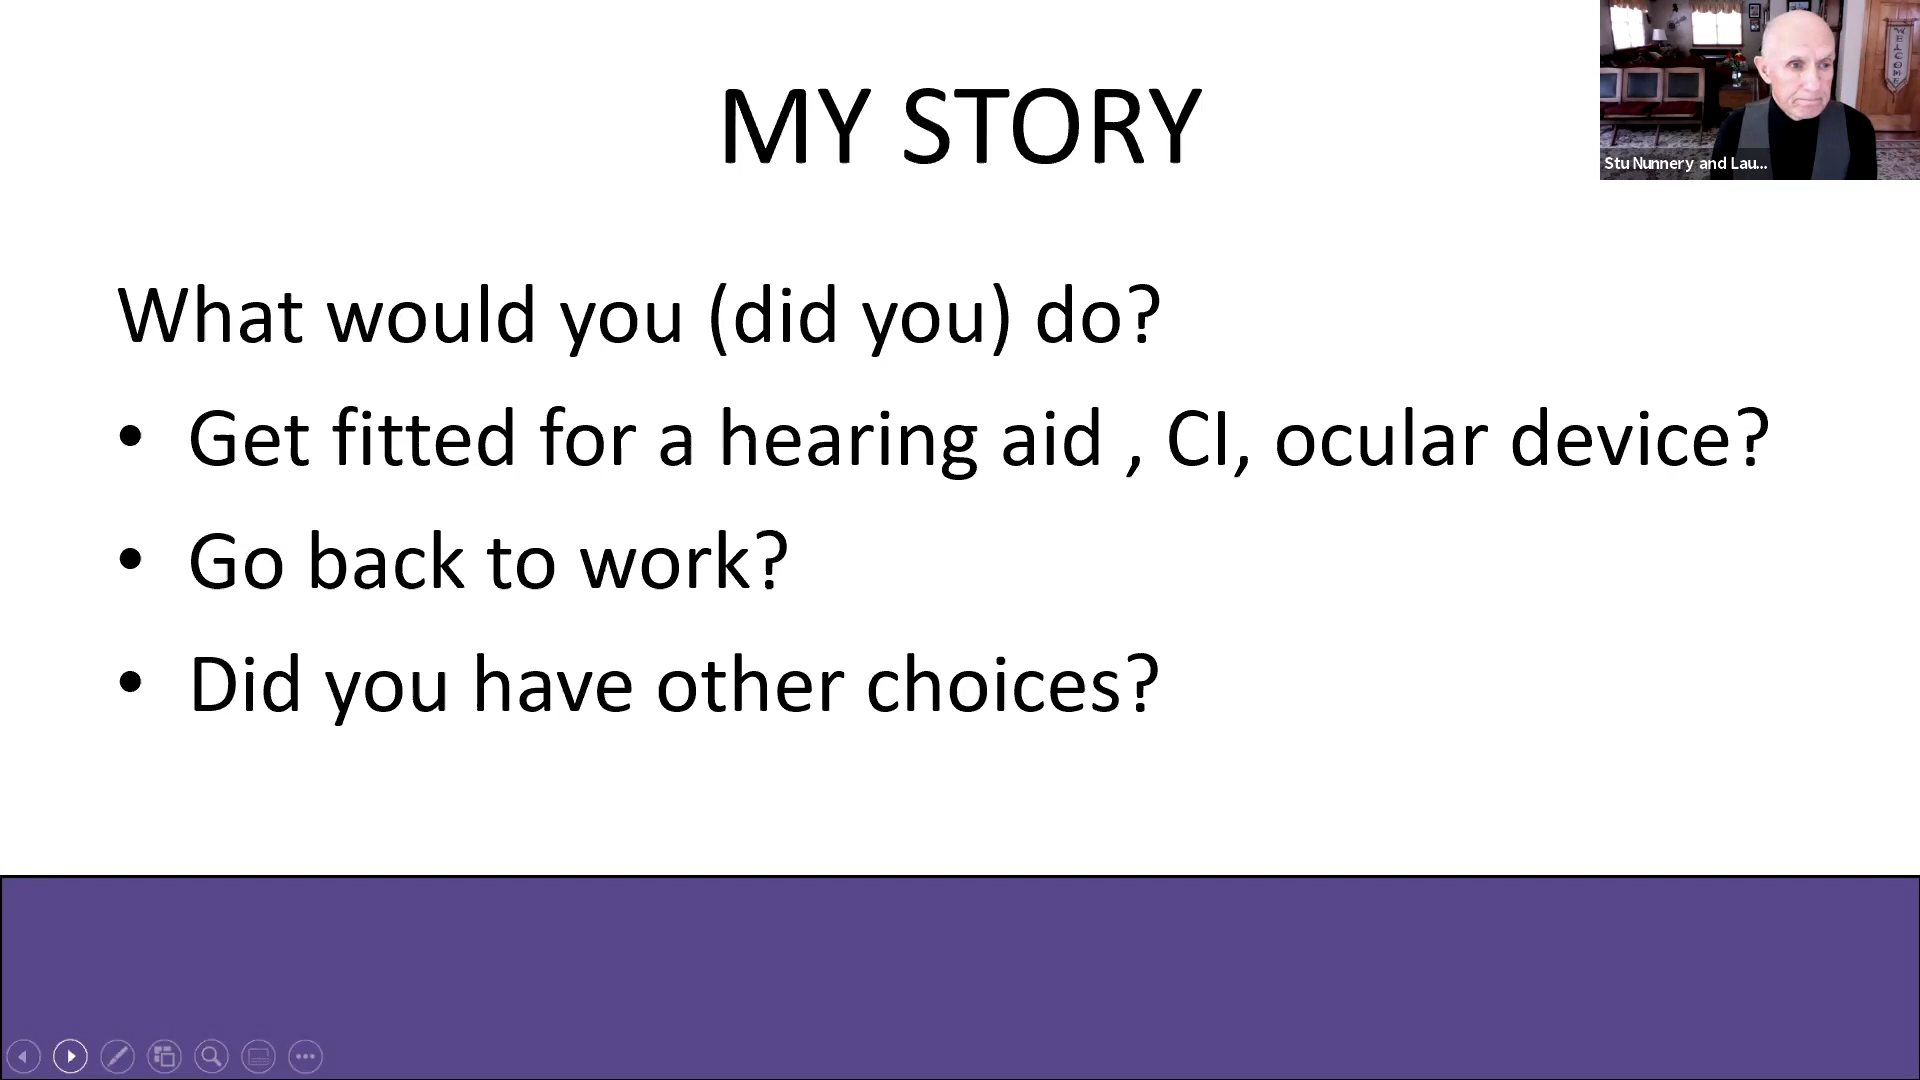 MY STORY
What would you (did you) do?
• Get fitted for a hearing aid , CI, ocular device?
• Go back to work?
• Did you have other choices?
Stu Nunnery and Lau...
WELCOME